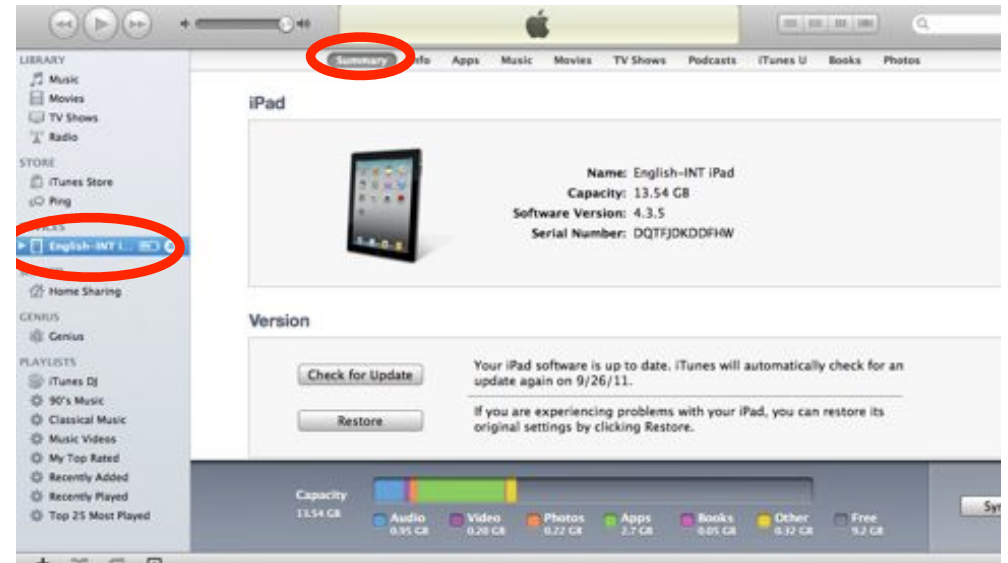 Summary Info Apps Music Movies TV Shows Podcasts iTunes U Books Photos
LIBRARY
Music
Movies
TV Shows
Radio
STORE
iTunes Store
Ping
DEVICES
English-INT i...
Home Sharing
GENIUS
Genius
PLAYLISTS
iTunes DJ
90's Music
Classical Music
Music Videos
My Top Rated
Recently Added
Recently Played
Top 25 Most Played
iPad
Name: English-INT iPad
Capacity: 13.54 GB
Software Version: 4.3.5
Serial Number: DQTFJDKDDFHW
Version
Check for Update
Your iPad software is up to date. iTunes will automatically check for an
update again on 9/26/11.
Restore
If you are experiencing problems with your iPad, you can restore its
original settings by clicking Restore.
Capacity
13.54 GB
Audio
0.95 GB
Video
0.20 GB
Photos
0.22 GB
Apps
2.7 GB
Books
0.05 GB
Other
0.32 GB
Free
9.2 GB